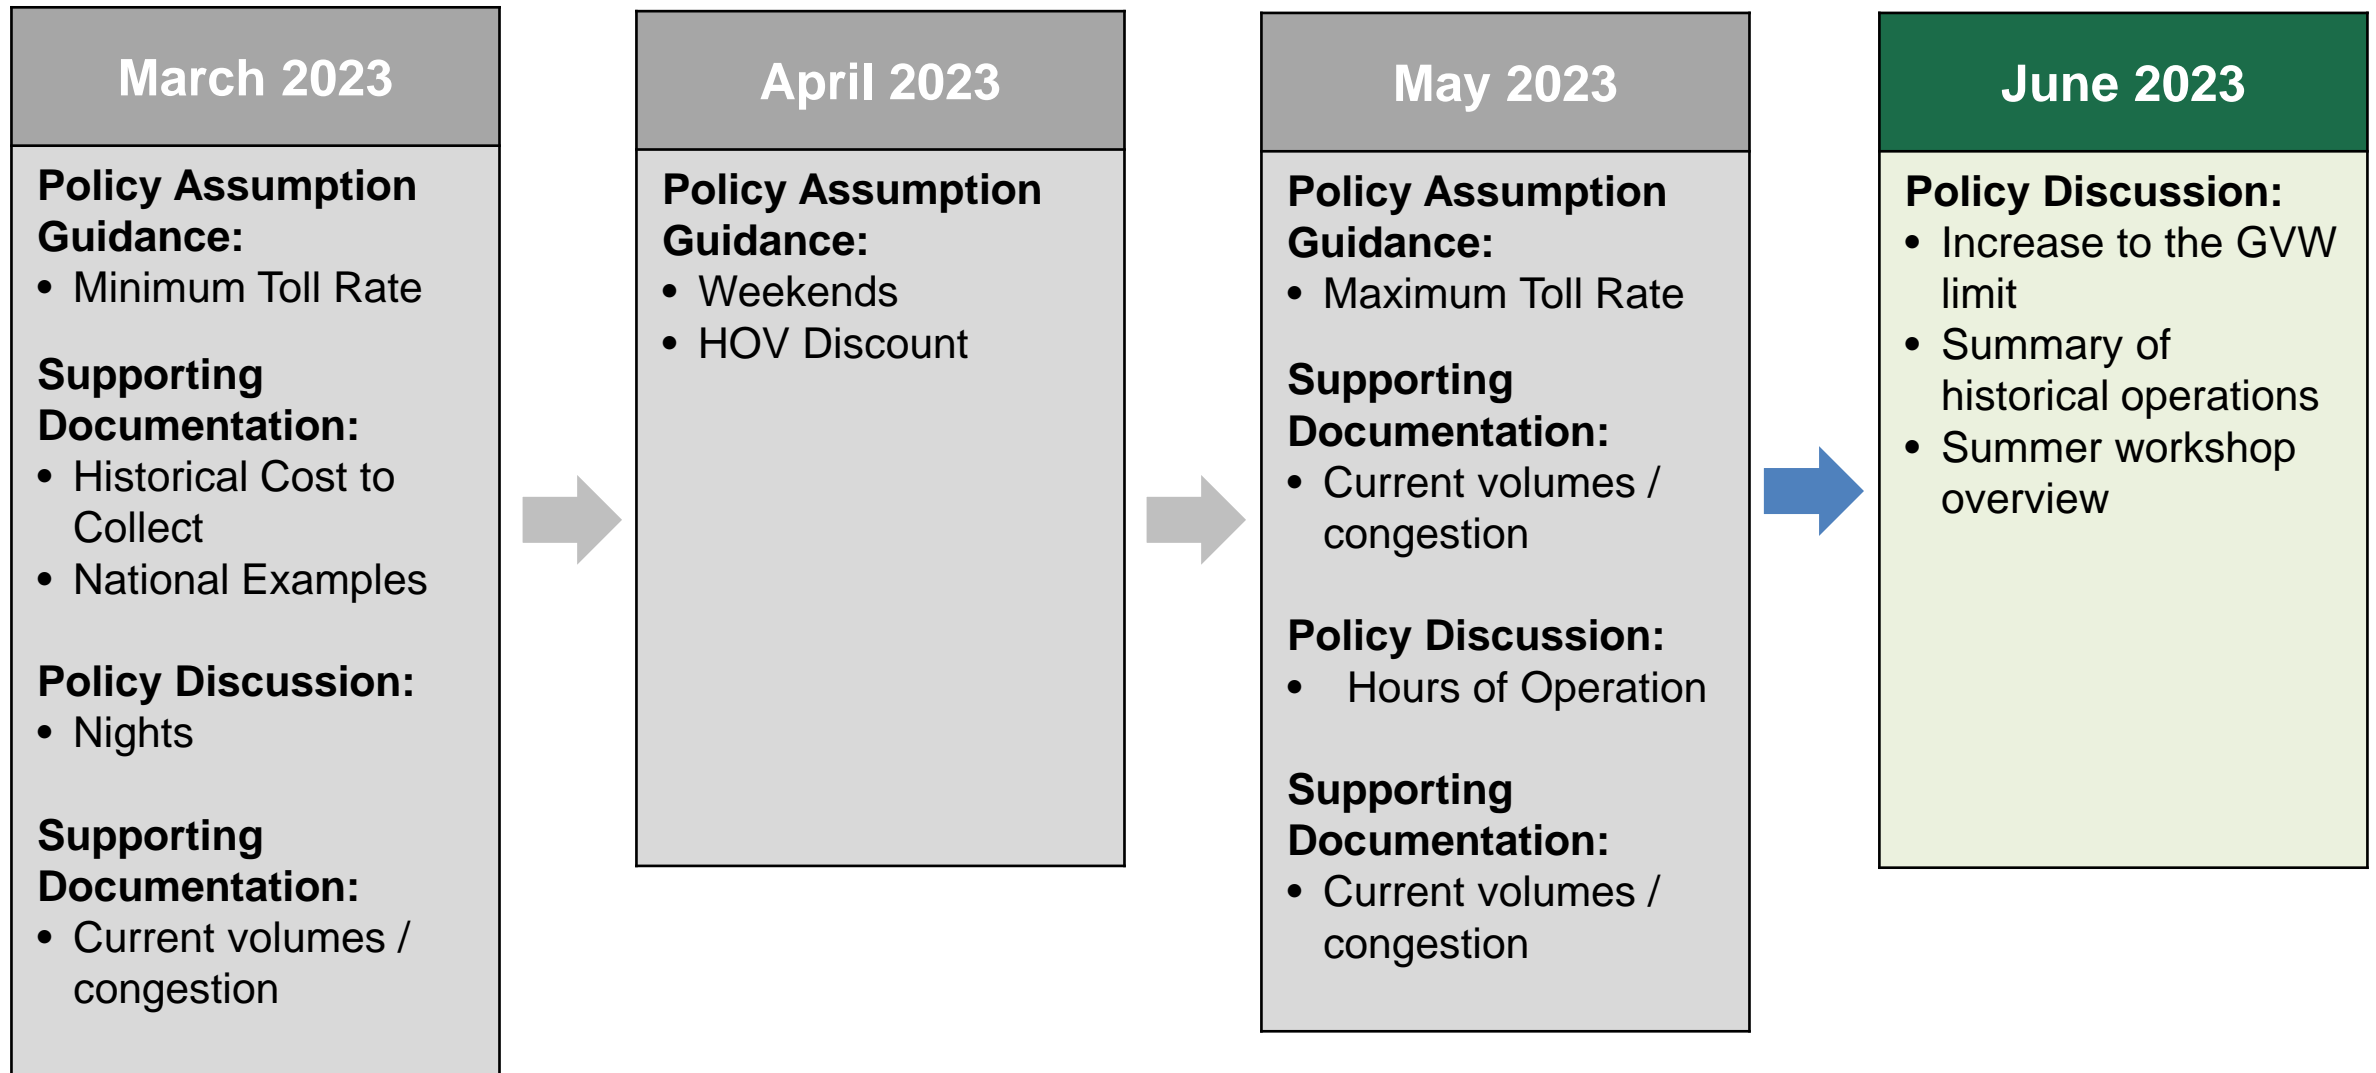 March 2023
Policy Assumption
Guidance:
• Minimum Toll Rate
Supporting
Documentation:
• Historical Cost to
Collect
• National Examples
Policy Discussion:
• Nights
Supporting
Documentation:
• Current volumes /
congestion
April 2023
Policy Assumption
Guidance:
• Weekends
• HOV Discount
May 2023
Policy Assumption
Guidance:
• Maximum Toll Rate
Supporting
Documentation:
• Current volumes /
congestion
Policy Discussion:
• Hours of Operation
Supporting
Documentation:
• Current volumes /
congestion
June 2023
Policy Discussion:
• Increase to the GVW
limit
• Summary of
historical operations
• Summer workshop
overview